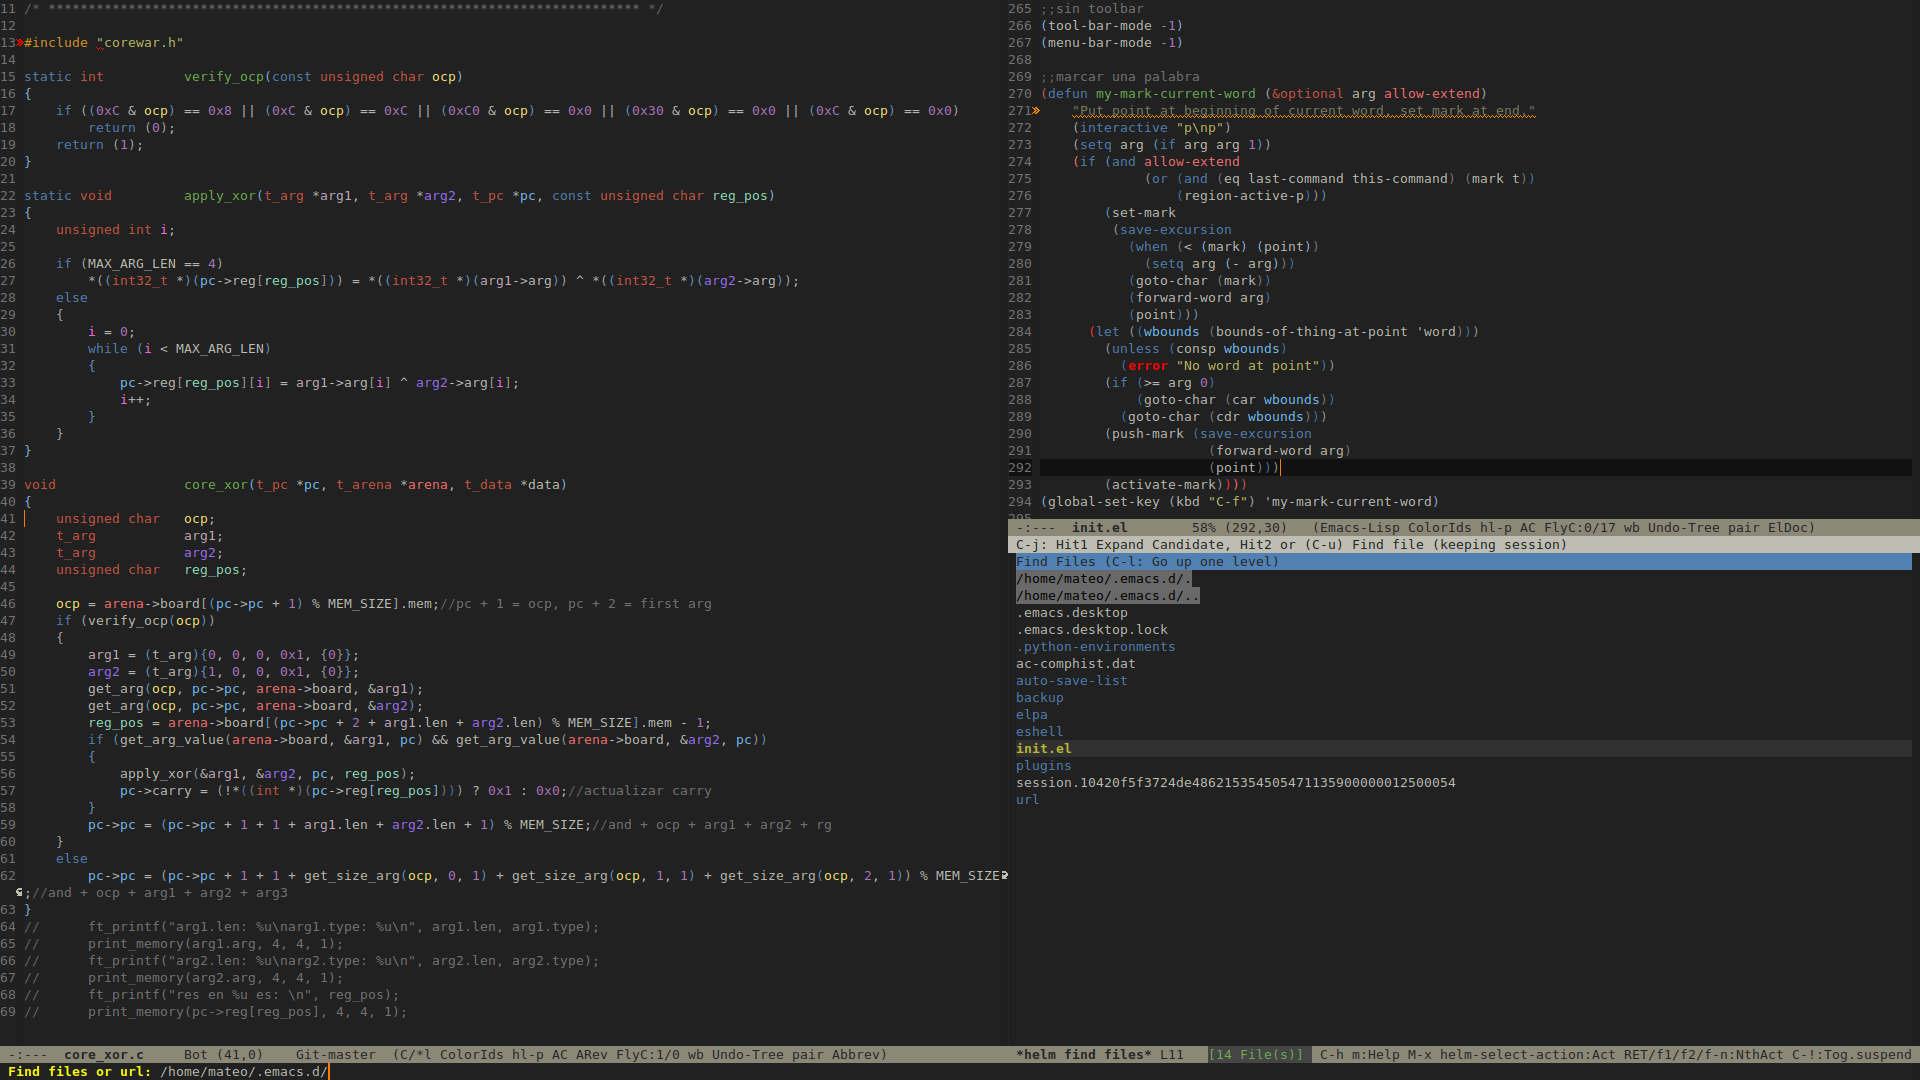 11 /* ************************************************************************** */
12
13 #include "corewar.h"
14
15 static int          verify_ocp(const unsigned char ocp)
16 {
17     if ((0xC & ocp) == 0x8 || (0xC & ocp) == 0xC || (0xC0 & ocp) == 0x0 || (0x30 & ocp) == 0x0 || (0xC & ocp) == 0x0)
18         return (0);
19     return (1);
20 }
21
22 static void         apply_xor(t_arg *arg1, t_arg *arg2, t_pc *pc, const unsigned char reg_pos)
23 {
24     unsigned int i;
25
26     if (MAX_ARG_LEN == 4)
27         *((int32_t *)(pc->reg[reg_pos])) = *((int32_t *)(arg1->arg)) ^ *((int32_t *)(arg2->arg));
28     else
29     {
30         i = 0;
31         while (i < MAX_ARG_LEN)
32         {
33             pc->reg[reg_pos][i] = arg1->arg[i] ^ arg2->arg[i];
34             i++;
35         }
36     }
37 }
38
39 void                core_xor(t_pc *pc, t_arena *arena, t_data *data)
40 {
41     unsigned char   ocp;
42     t_arg           arg1;
43     t_arg           arg2;
44     unsigned char   reg_pos;
45
46     ocp = arena->board[(pc->pc + 1) % MEM_SIZE].mem;//pc + 1 = ocp, pc + 2 = first arg
47     if (verify_ocp(ocp))
48     {
49         arg1 = (t_arg){0, 0, 0, 0x1, {0}};
50         arg2 = (t_arg){1, 0, 0, 0x1, {0}};
51         get_arg(ocp, pc->pc, arena->board, &arg1);
52         get_arg(ocp, pc->pc, arena->board, &arg2);
53         reg_pos = arena->board[(pc->pc + 2 + arg1.len + arg2.len) % MEM_SIZE].mem - 1;
54         if (get_arg_value(arena->board, &arg1, pc) && get_arg_value(arena->board, &arg2, pc))
55         {
56             apply_xor(&arg1, &arg2, pc, reg_pos);
57             pc->carry = (!*((int *)(pc->reg[reg_pos]))) ? 0x1 : 0x0;//actualizar carry
58         }
59         pc->pc = (pc->pc + 1 + 1 + arg1.len + arg2.len + 1) % MEM_SIZE;//and + ocp + arg1 + arg2 + rg
60     }
61     else
62         pc->pc = (pc->pc + 1 + 1 + get_size_arg(ocp, 0, 1) + get_size_arg(ocp, 1, 1) + get_size_arg(ocp, 2, 1)) % MEM_SIZE
;//and + ocp + arg1 + arg2 + arg3
63 }
64 //      ft_printf("arg1.len: %u\narg1.type: %u\n", arg1.len, arg1.type);
65 //      print_memory(arg1.arg, 4, 4, 1);
66 //      ft_printf("arg2.len: %u\narg2.type: %u\n", arg2.len, arg2.type);
67 //      print_memory(arg2.arg, 4, 4, 1);
68 //      ft_printf("res en %u es: \n", reg_pos);
69 //      print_memory(pc->reg[reg_pos], 4, 4, 1);
-:---  core_xor.c     Bot (41,0)    Git-master  (C/*l ColorIds hl-p AC ARev FlyC:1/0 wb Undo-Tree pair Abbrev)
265 ;;sin toolbar
266 (tool-bar-mode -1)
267 (menu-bar-mode -1)
268
269 ;;marcar una palabra
270 (defun my-mark-current-word (&optional arg allow-extend)
271     "Put point at beginning of current word, set mark at end."
272     (interactive "p\np")
273     (setq arg (if arg arg 1))
274     (if (and allow-extend
275              (or (and (eq last-command this-command) (mark t))
276                  (region-active-p)))
277         (set-mark
278          (save-excursion
279            (when (< (mark) (point))
280              (setq arg (- arg)))
281            (goto-char (mark))
282            (forward-word arg)
283            (point)))
284       (let ((wbounds (bounds-of-thing-at-point 'word)))
285         (unless (consp wbounds)
286           (error "No word at point"))
287         (if (>= arg 0)
288             (goto-char (car wbounds))
289           (goto-char (cdr wbounds)))
290         (push-mark (save-excursion
291                      (forward-word arg)
292                      (point)))
293         (activate-mark))))
294 (global-set-key (kbd "C-f") 'my-mark-current-word)
295
-:---  init.el        58% (292,30)   (Emacs-Lisp ColorIds hl-p AC FlyC:0/17 wb Undo-Tree pair ElDoc)
C-j: Hit1 Expand Candidate, Hit2 or (C-u) Find file (keeping session)
Find Files (C-l: Go up one level)
/home/mateo/.emacs.d/.
/home/mateo/.emacs.d/..
.emacs.desktop
.emacs.desktop.lock
.python-environments
ac-comphist.dat
auto-save-list
backup
elpa
eshell
init.el
plugins
session.10420f5f3724de486215354505471135900000012500054
url
*helm find files* L11   [14 File(s)]  C-h m:Help M-x helm-select-action:Act RET/f1/f2/f-n:NthAct C-!:Tog.suspend
Find files or url: /home/mateo/.emacs.d/